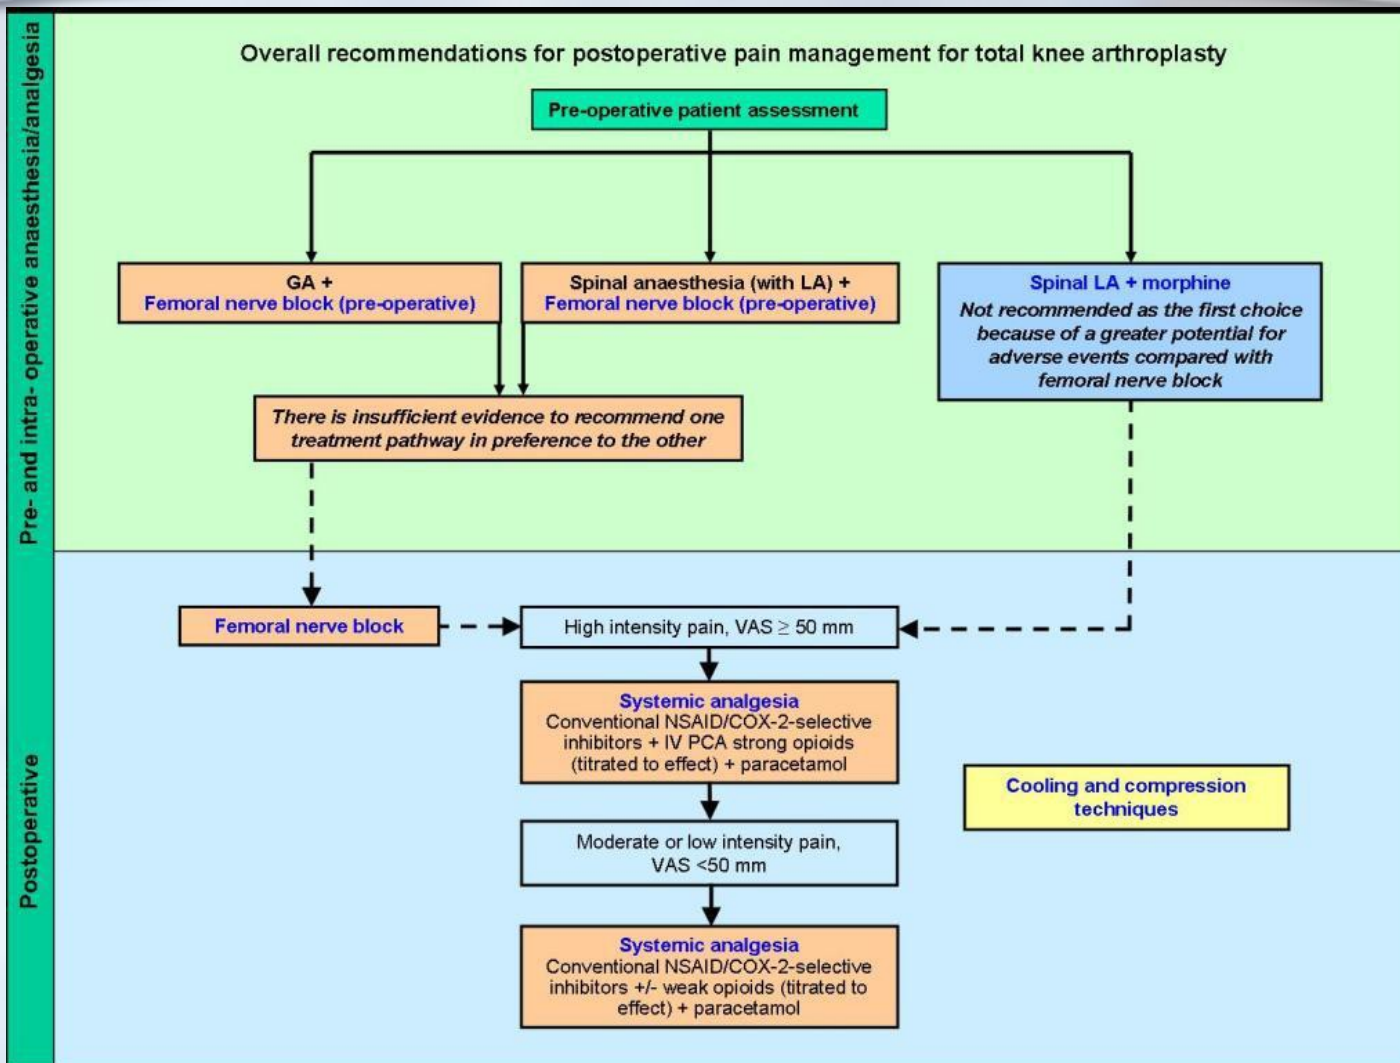 Overall recommendations for postoperative pain management for total knee arthroplasty
Pre- and intra- operative anaesthesia/analgesia
Pre-operative patient assessment
GA +
Femoral nerve block (pre-operative)
Spinal anaesthesia (with LA) +
Femoral nerve block (pre-operative)
Spinal LA + morphine
Not recommended as the first choice
because of a greater potential for
adverse events compared with
femoral nerve block
There is insufficient evidence to recommend one
treatment pathway in preference to the other
Postoperative
Femoral nerve block
High intensity pain, VAS ≥ 50 mm
Systemic analgesia
Conventional NSAID/COX-2-selective
inhibitors + IV PCA strong opioids
(titrated to effect) + paracetamol
Cooling and compression
techniques
Moderate or low intensity pain,
VAS <50 mm
Systemic analgesia
Conventional NSAID/COX-2-selective
inhibitors +/- weak opioids (titrated to
effect) + paracetamol